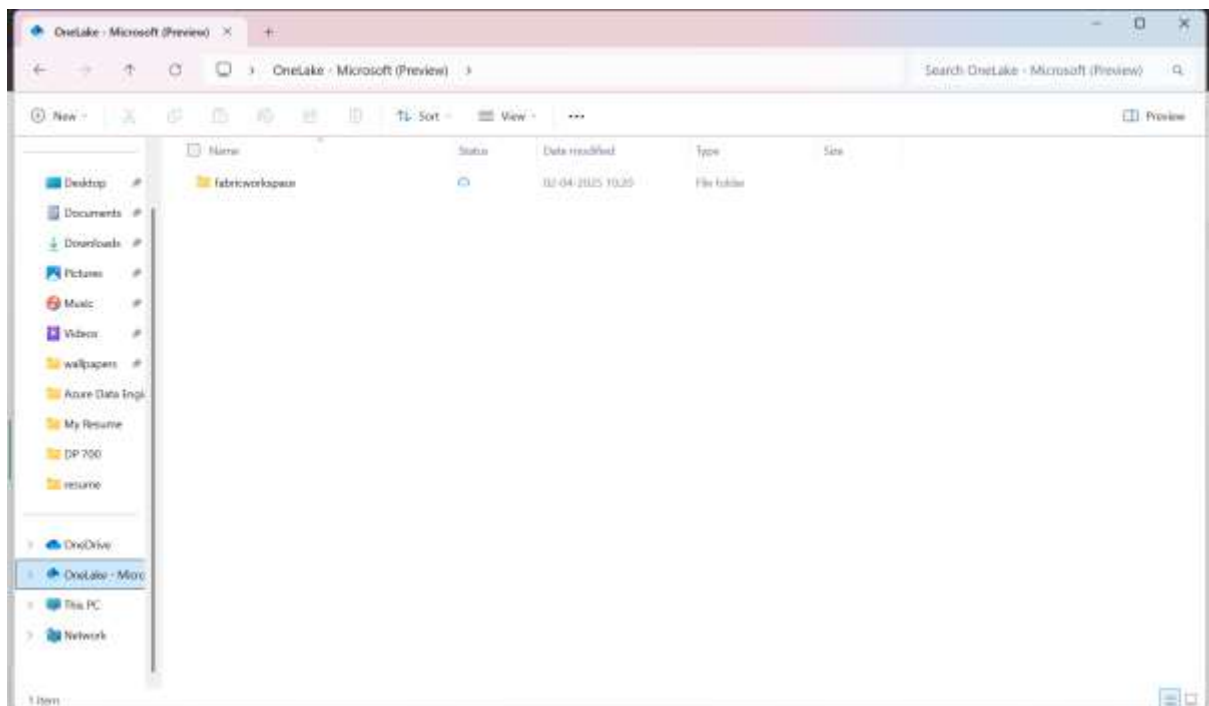 OneLake - Microsoft (Preview)
OneLake - Microsoft (Preview)
Search OneLake - Microsoft (Preview)
New
Sort
View
Preview
Name Status Date modified Type Size
fabricworkspace 02-04-2025 10:20 File folder
Desktop
Documents
Downloads
Pictures
Music
Videos
wallpapers
Azure Data Engi
My Resume
DP 700
resume
OneDrive
OneLake - Micro
This PC
Network
1 item